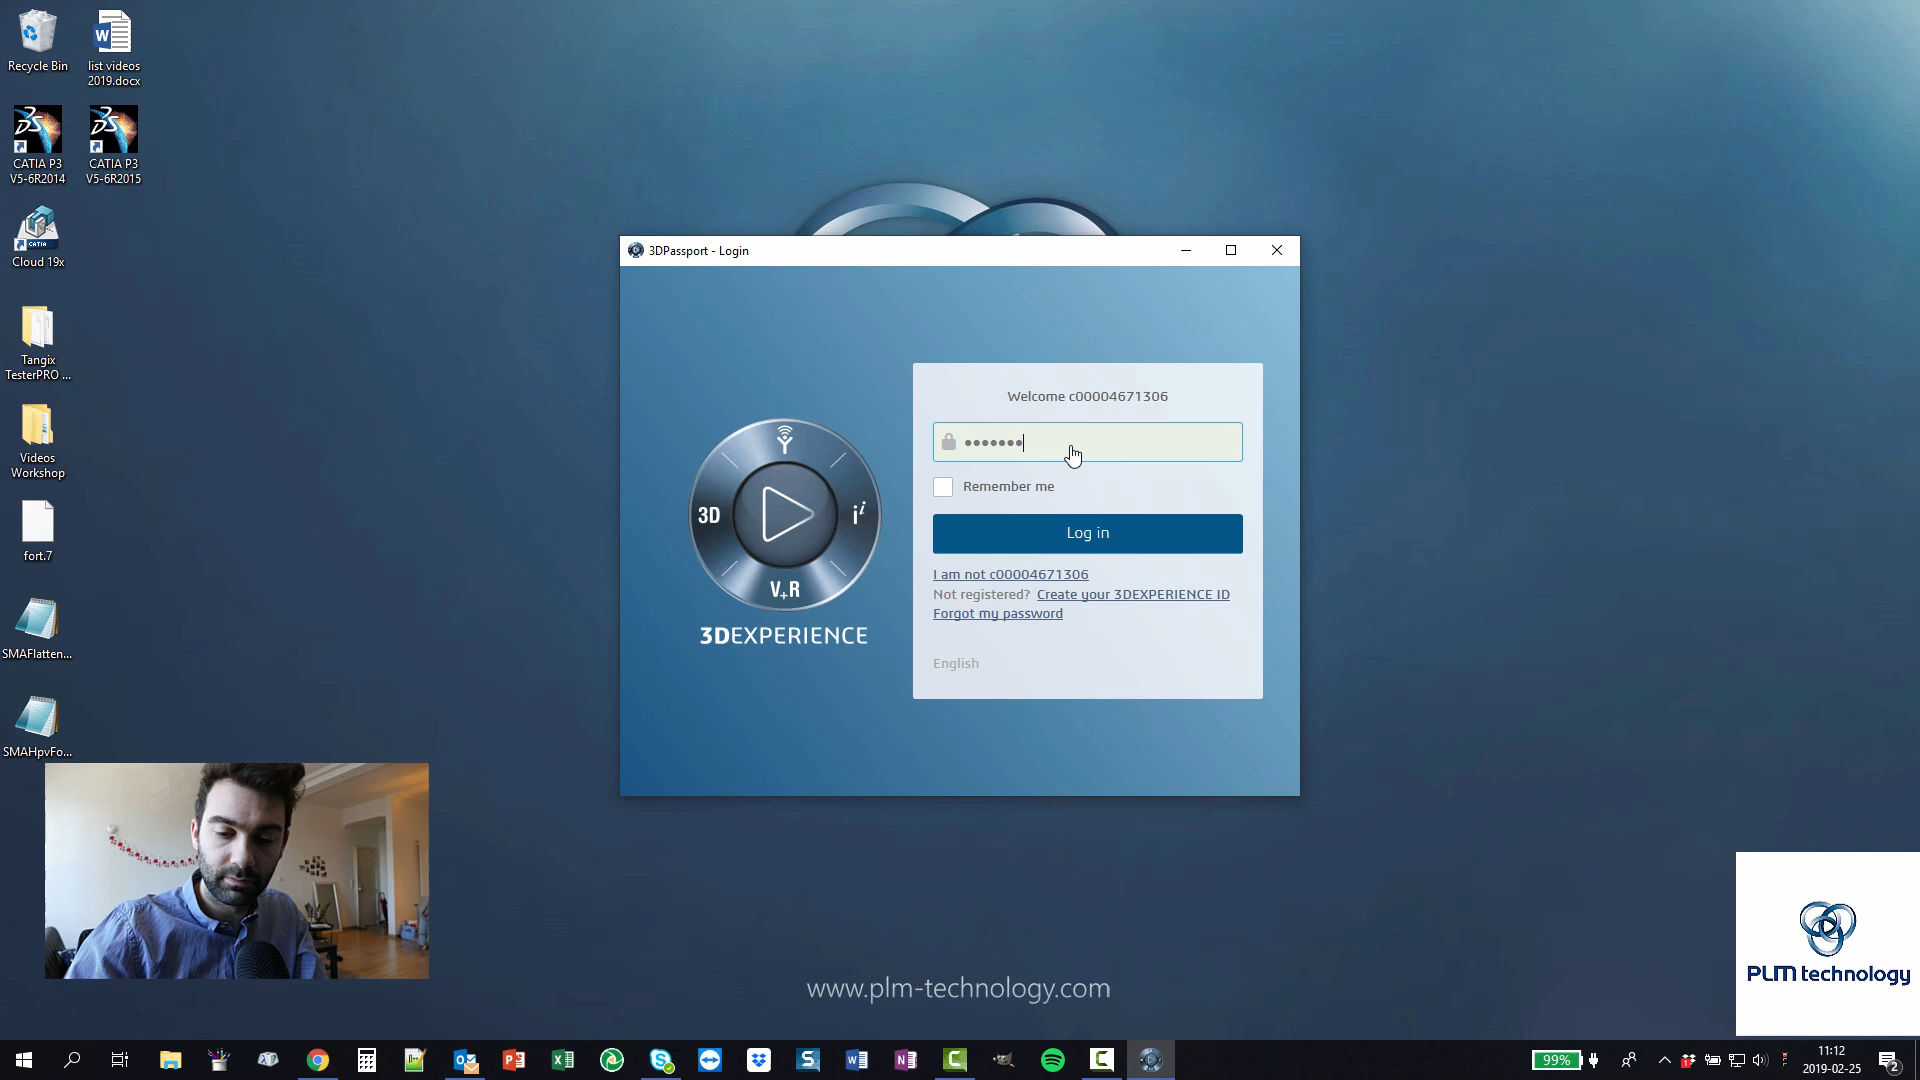 Recycle Bin
list videos
2019.docx
CATIA P3
V5-6R2014
CATIA P3
V5-6R2015
CATIA
Cloud 19x
Tangix
TesterPRO ...
Videos
Workshop
fort.7
SMAFlatten...
SMAHpvFo...
3DPassport - Login
3D
i i
V+R
3DEXPERIENCE
Welcome c00004671306
•••••••
Remember me
Log in
I am not c00004671306
Not registered? Create your 3DEXPERIENCE ID
Forgot my password
English
www.plm-technology.com
PLM technology
99%
11:12
2019-02-25
2